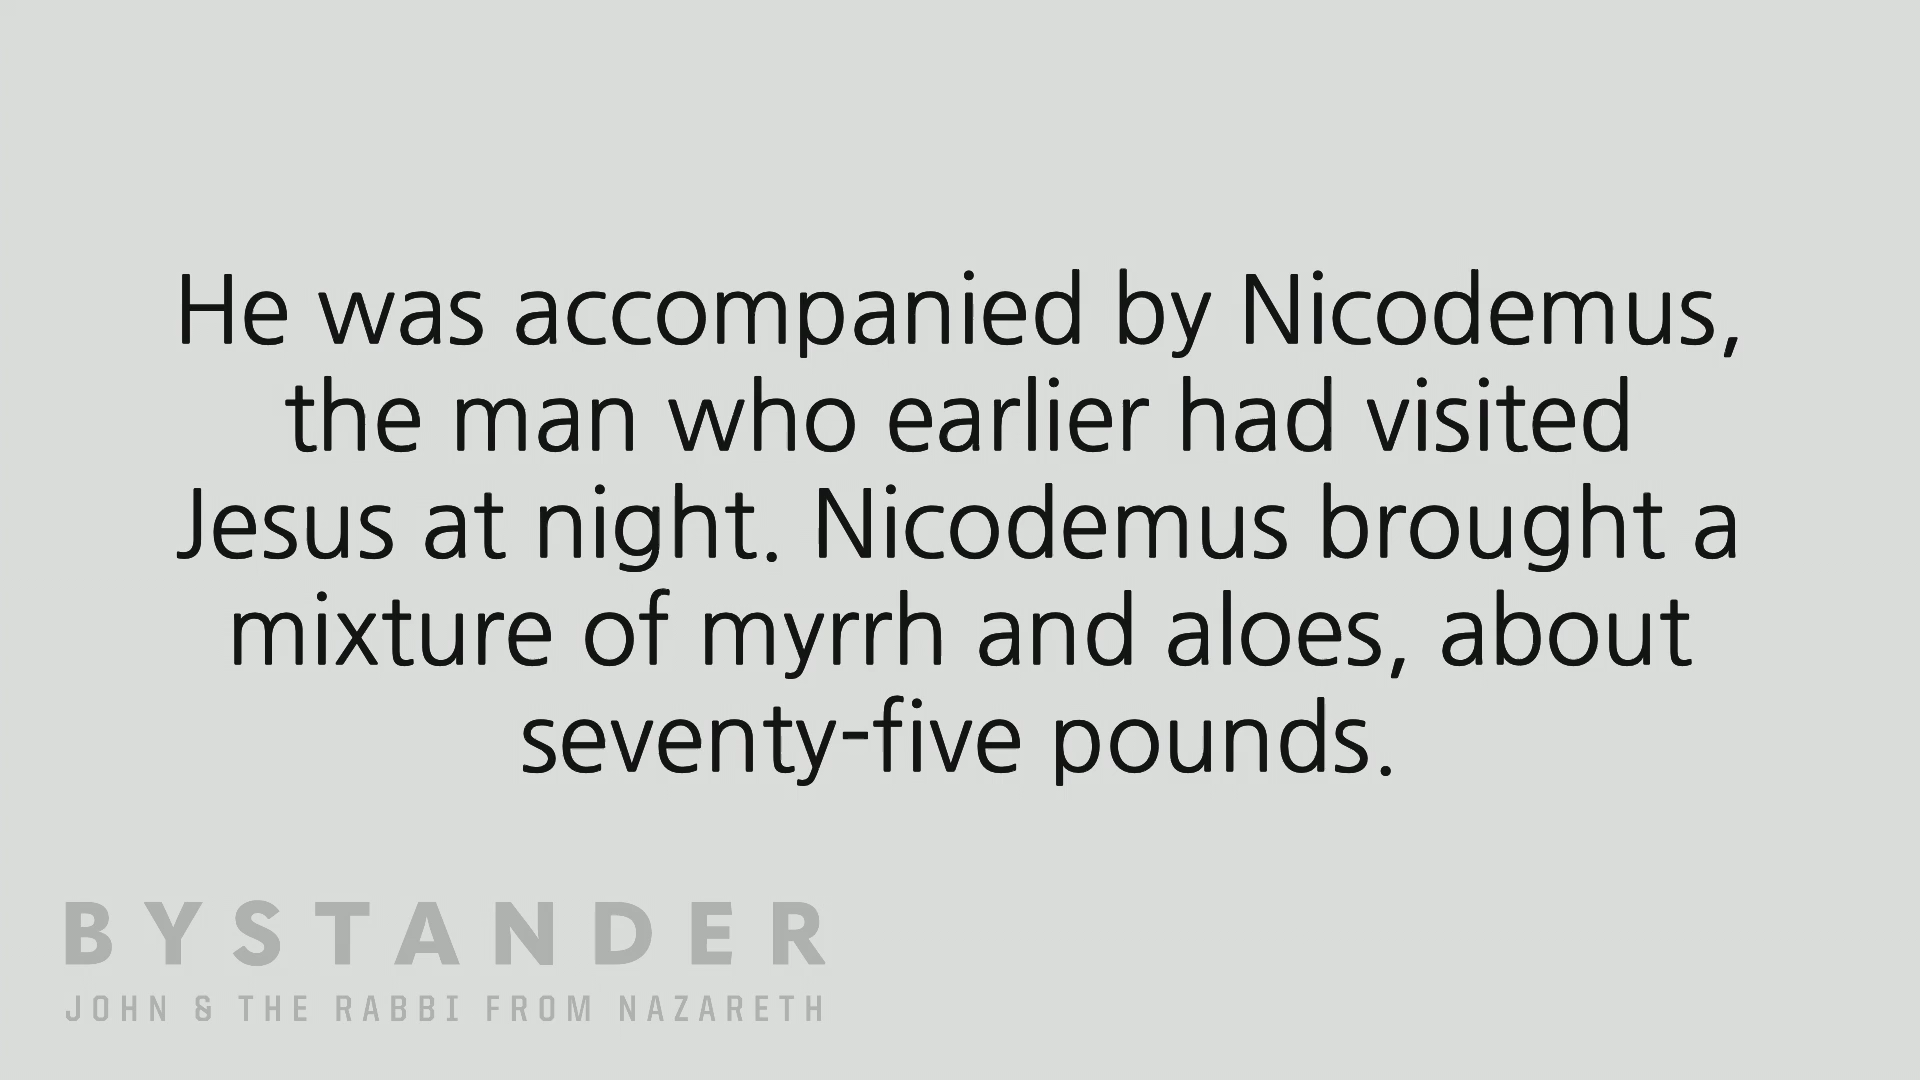 He was accompanied by Nicodemus,
the man who earlier had visited
Jesus at night. Nicodemus brought a
mixture of myrrh and aloes, about
seventy-five pounds.
BYSTANDER
JOHN & THE RABBI FROM NAZARETH